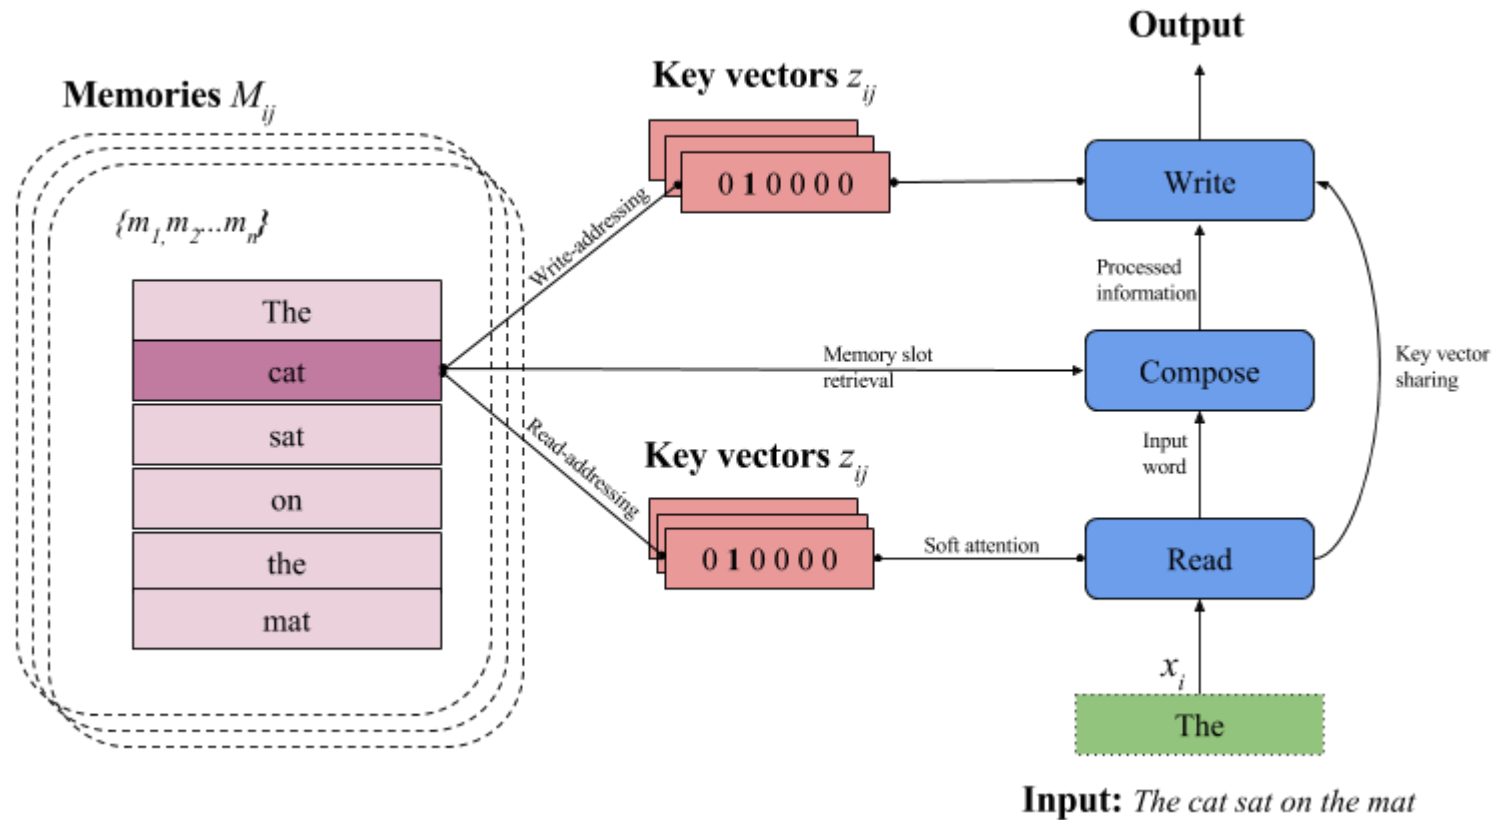 Output
Key vectors z_ij
Memories M_ij
0 1 0 0 0 0
Write
{m_1, m_2...m_n}
Write-addressing
Processed
information
The
cat
Memory slot
retrieval
Compose
Key vector
sharing
sat
Read-addressing
Input
word
Key vectors z_ij
on
0 1 0 0 0 0
Soft attention
Read
the
mat
x_i
The
Input: The cat sat on the mat